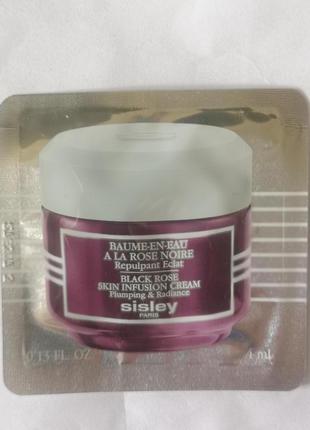 BAUME-EN-EAU
A LA ROSE NOIRE
Repulpant Eclat
BLACK ROSE
SKIN INFUSION CREAM
Plumping & Radiance
sisley
PARIS
0.13 FL. OZ
4 ml